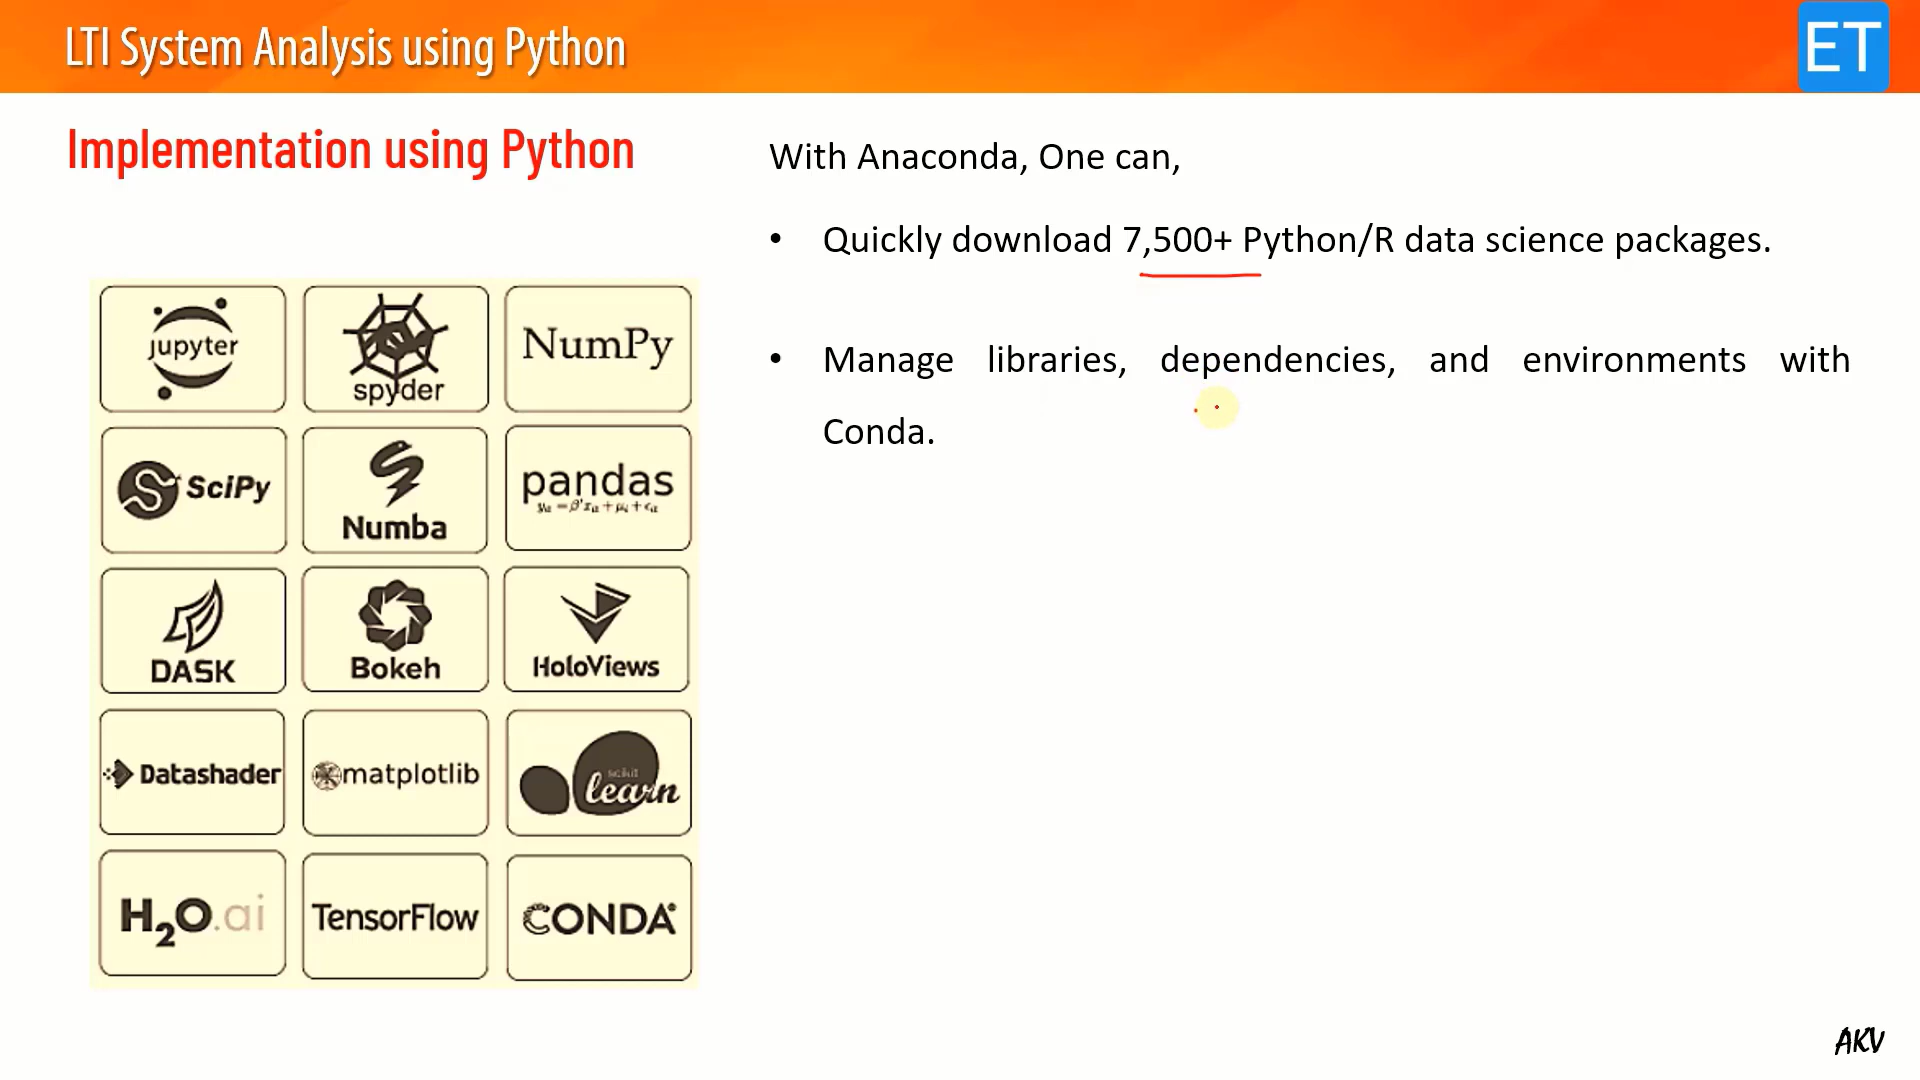 LTI System Analysis using Python
ET
Implementation using Python
With Anaconda, One can,
• Quickly download 7,500+ Python/R data science packages.
• Manage libraries, dependencies, and environments with
Conda.
jupyter
spyder
NumPy
SciPy
Numba
pandas
DASK
Bokeh
HoloViews
Datashader
matplotlib
scikit
learn
H2O.ai
TensorFlow
CONDA
AKV